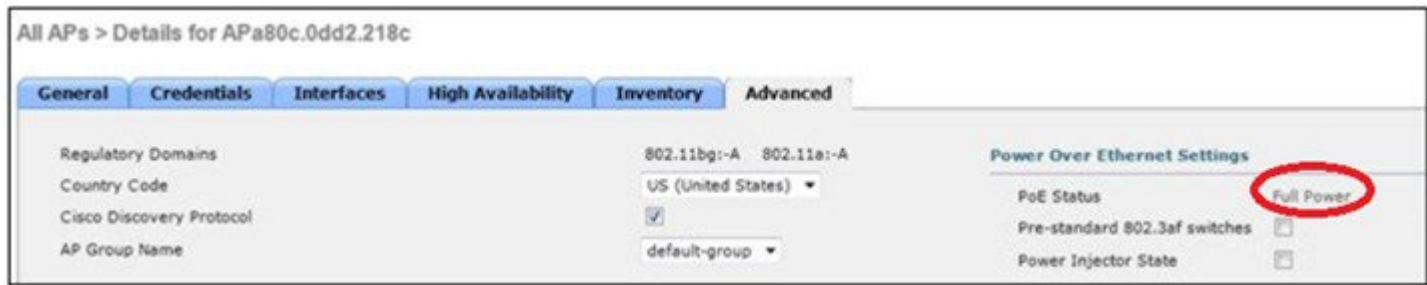 All APs > Details for APa80c.0dd2.218c
General Credentials Interfaces High Availability Inventory Advanced
Regulatory Domains 802.11bg:-A 802.11a:-A
Country Code US (United States)
Cisco Discovery Protocol
AP Group Name default-group
Power Over Ethernet Settings
PoE Status Full Power
Pre-standard 802.3af switches
Power Injector State